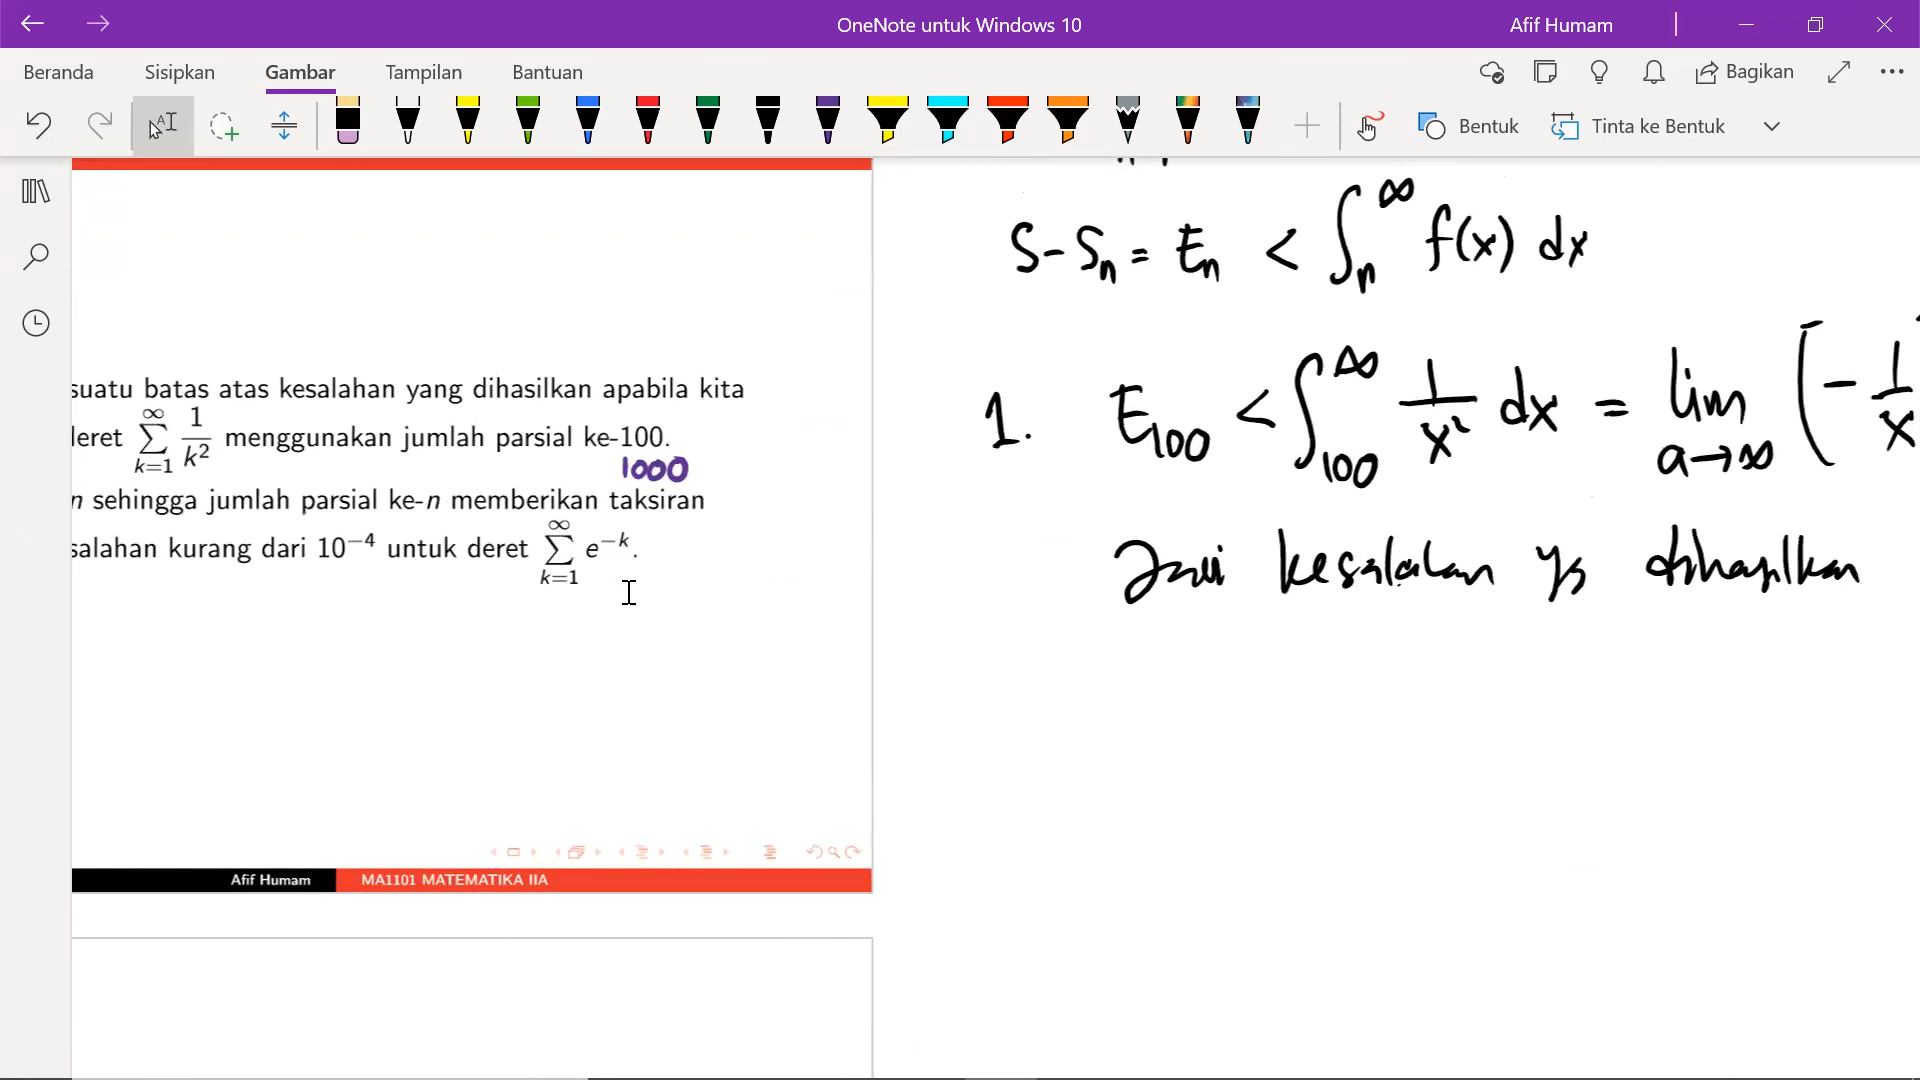 OneNote untuk Windows 10
Afif Humam
Beranda Sisipkan Gambar Tampilan Bantuan
Bagikan
Bentuk Tinta ke Bentuk
suatu batas atas kesalahan yang dihasilkan apabila kita
deret ∞ ∑ k=1 1/k² menggunakan jumlah parsial ke-100.
1000
n sehingga jumlah parsial ke-n memberikan taksiran
salahan kurang dari 10⁻⁴ untuk deret ∞ ∑ k=1 e⁻ᵏ.
Afif Humam MA1101 MATEMATIKA IIA
S - Sₙ = Eₙ < ∫ₙ^∞ f(x) dx
1. E₁₀₀ < ∫₁₀₀^∞ 1/x² dx = lim a→∞ (- 1/x
Jadi kesalahan yg dihasilkan